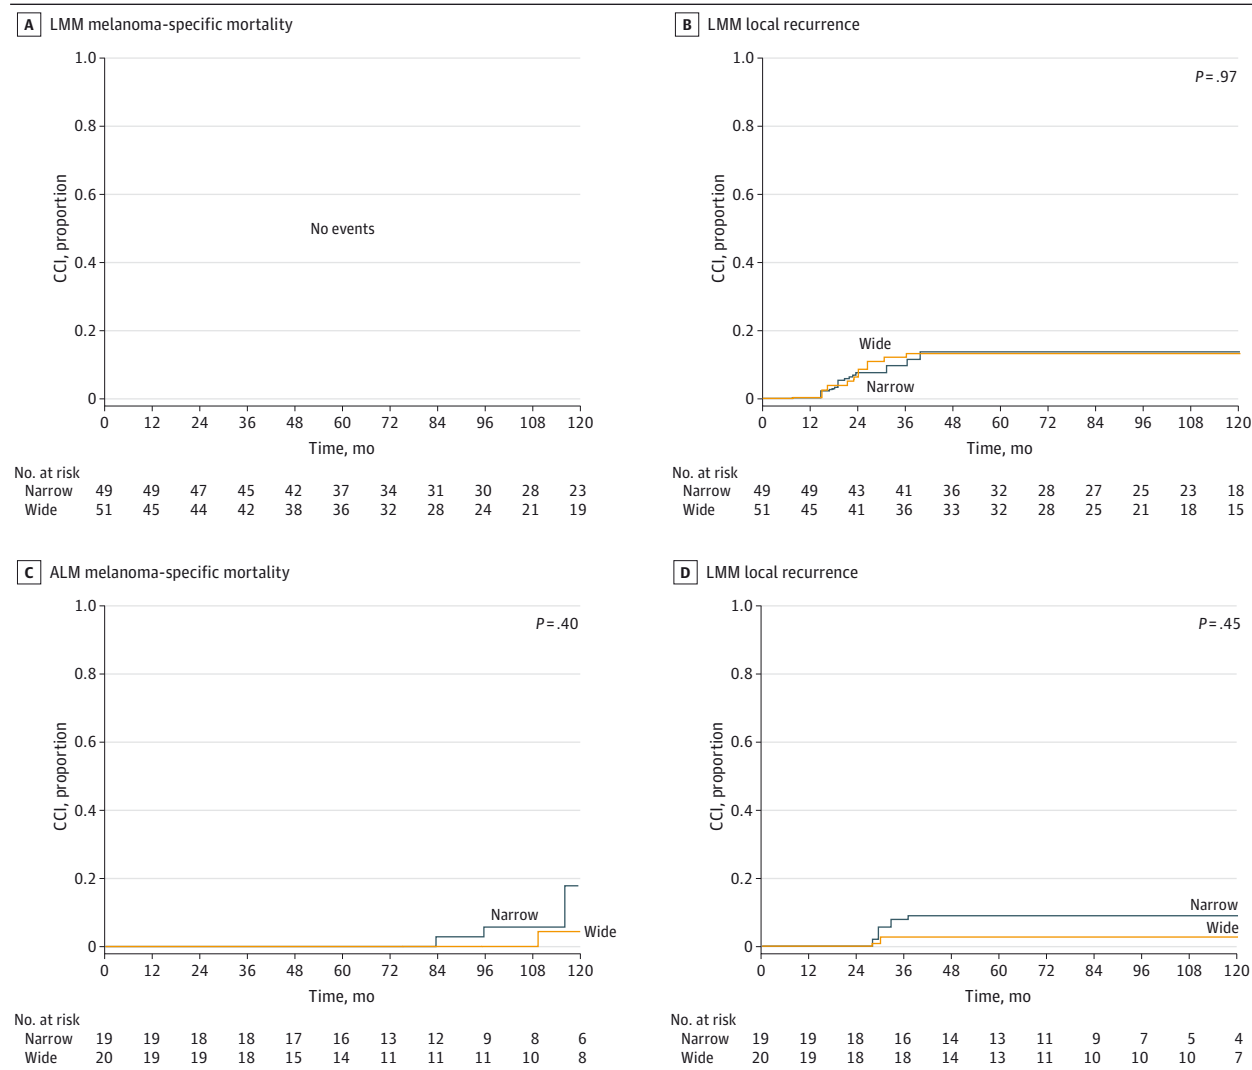 A LMM melanoma-specific mortality
1.0
0.8
0.6
0.4
0.2
0
CCI, proportion
No events
0 12 24 36 48 60 72 84 96 108 120
Time, mo
No. at risk
Narrow 49 49 47 45 42 37 34 31 30 28 23
Wide 51 45 44 42 38 36 32 28 24 21 19
B LMM local recurrence
1.0
0.8
0.6
0.4
0.2
0
CCI, proportion
P = .97
Wide
Narrow
0 12 24 36 48 60 72 84 96 108 120
Time, mo
No. at risk
Narrow 49 49 43 41 36 32 28 27 25 23 18
Wide 51 45 41 36 33 32 28 25 21 18 15
C ALM melanoma-specific mortality
1.0
0.8
0.6
0.4
0.2
0
CCI, proportion
P = .40
Narrow
Wide
0 12 24 36 48 60 72 84 96 108 120
Time, mo
No. at risk
Narrow 19 19 18 18 17 16 13 12 9 8 6
Wide 20 19 19 18 15 14 11 11 11 10 8
D LMM local recurrence
1.0
0.8
0.6
0.4
0.2
0
CCI, proportion
P = .45
Narrow
Wide
0 12 24 36 48 60 72 84 96 108 120
Time, mo
No. at risk
Narrow 19 19 18 16 14 13 11 9 7 5 4
Wide 20 19 18 18 14 13 11 10 10 10 7